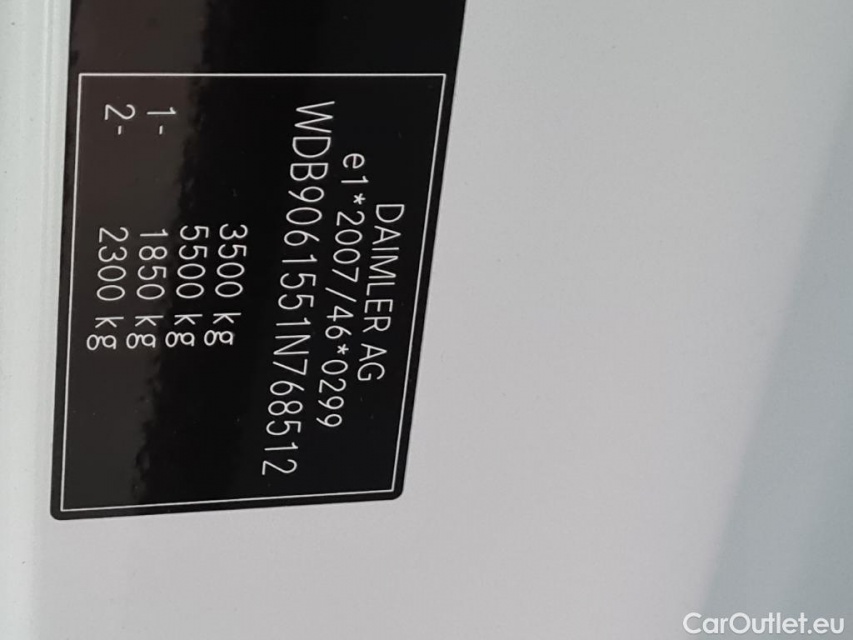 DAIMLER AG
e1*2007/46*0299
WDB9061551N768512
3500 kg
5500 kg
1- 1850 kg
2- 2300 kg
CarOutlet.eu